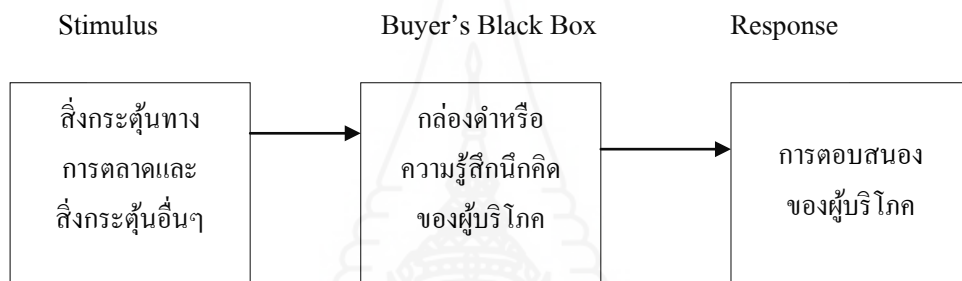 Stimulus Buyer’s Black Box Response
สิ่งกระตุ้นทาง
การตลาดและ
สิ่งกระตุ้นอื่นๆ
กล่องดำหรือ
ความรู้สึกนึกคิด
ของผู้บริโภค
การตอบสนอง
ของผู้บริโภค